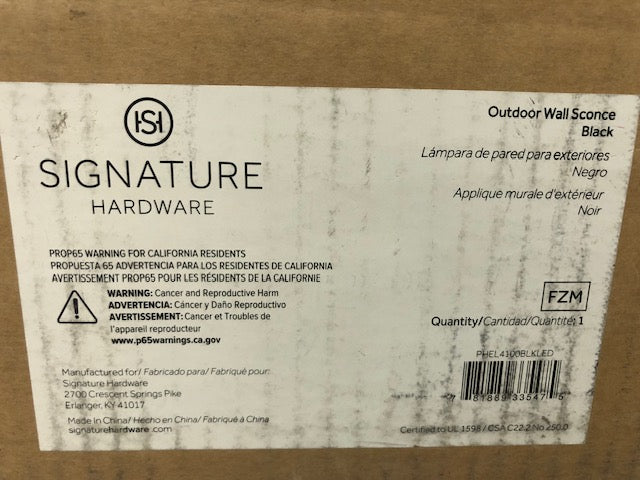 SH
SIGNATURE
HARDWARE
Outdoor Wall Sconce
Black
Lámpara de pared para exteriores
Negro
Applique murale d'extérieur
Noir
PROP65 WARNING FOR CALIFORNIA RESIDENTS
PROPUESTA 65 ADVERTENCIA PARA LOS RESIDENTES DE CALIFORNIA
AVERTISSEMENT PROP65 POUR LES RÉSIDENTS DE LA CALIFORNIE
WARNING: Cancer and Reproductive Harm
ADVERTENCIA: Cáncer y Daño Reproductivo
AVERTISSEMENT: Cancer et Troubles de
l'appareil reproducteur
www.p65warnings.ca.gov
FZM
Quantity/Cantidad/Quantité: 1
PHEL4100BLKLED
81889 33547
Manufactured for/ Fabricado para/ Fabriqué pour:
Signature Hardware
2700 Crescent Springs Pike
Erlanger, KY 41017
Made in China/ Hecho en China/ Fabriqué à China
signaturehardware.com
Certified to UL 1598 / CSA C22.2 No 250.0